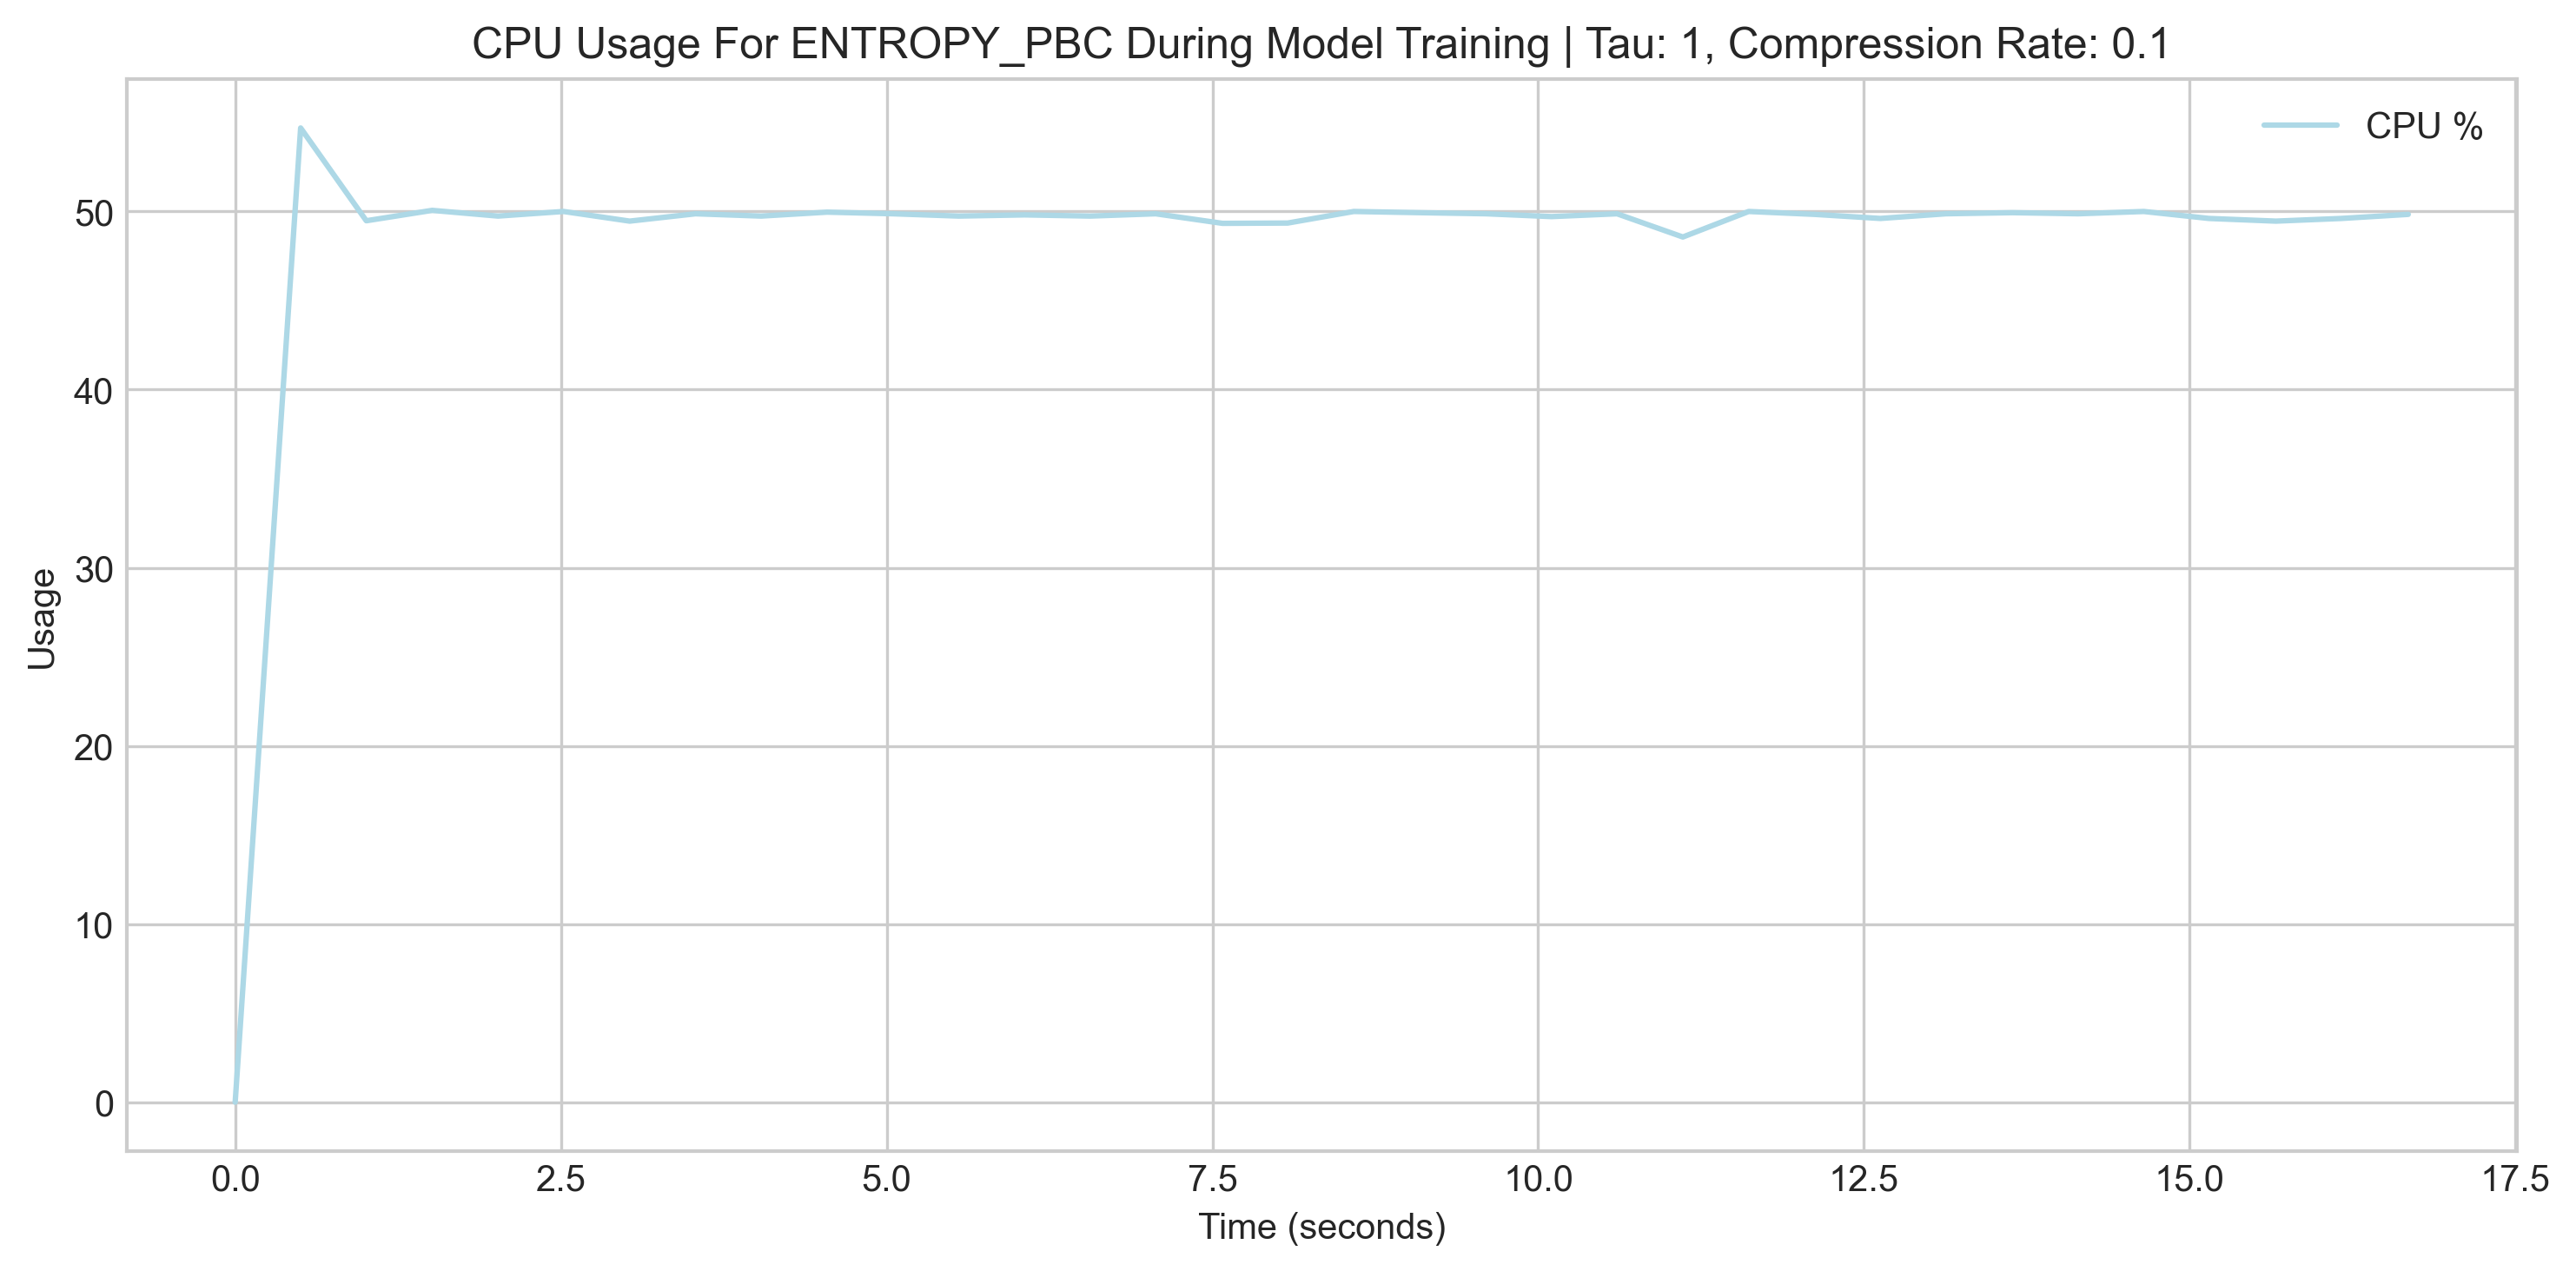 CPU Usage For ENTROPY_PBC During Model Training | Tau: 1, Compression Rate: 0.1
CPU %
50
40
30
20
10
0
Usage
0.0 2.5 5.0 7.5 10.0 12.5 15.0 17.5
Time (seconds)